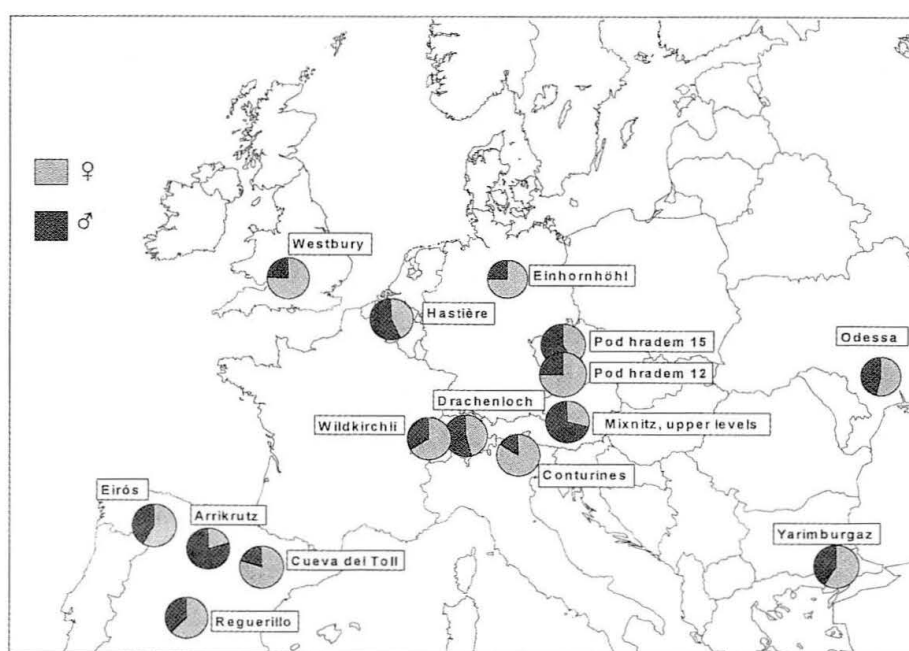 ♀
♂
Westbury
Einhornhöhl
Hastière
Pod hradem 15
Odessa
Pod hradem 12
Drachenloch
Wildkirchli
Mixnitz, upper levels
Conturines
Eirós
Arrikrutz
Cueva del Toll
Yarimburgaz
Reguerillo